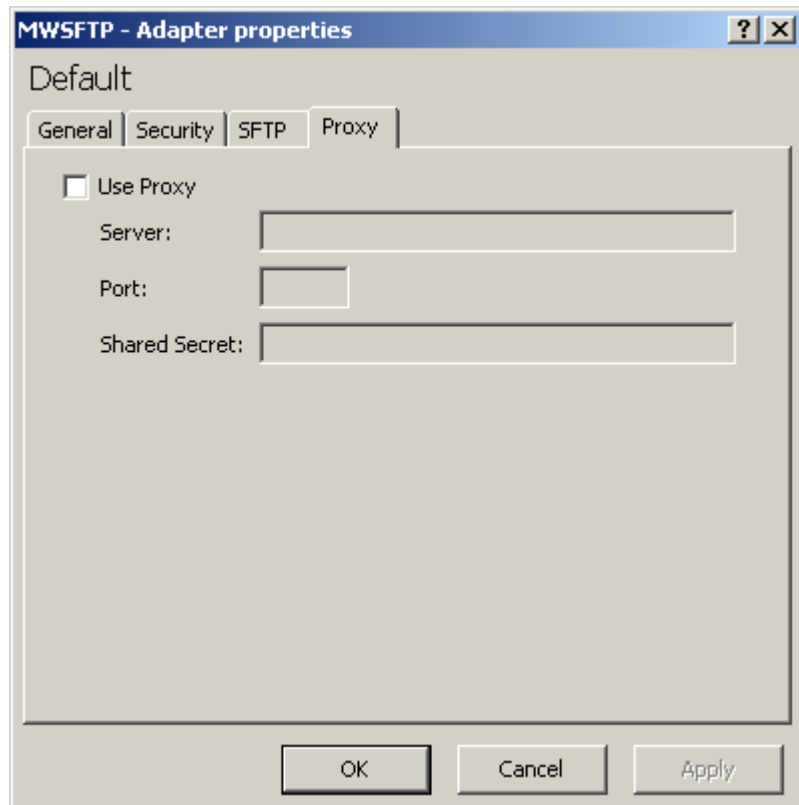 MWSFTP - Adapter properties
Default
General Security SFTP Proxy
Use Proxy
Server:
Port:
Shared Secret:
OK Cancel Apply